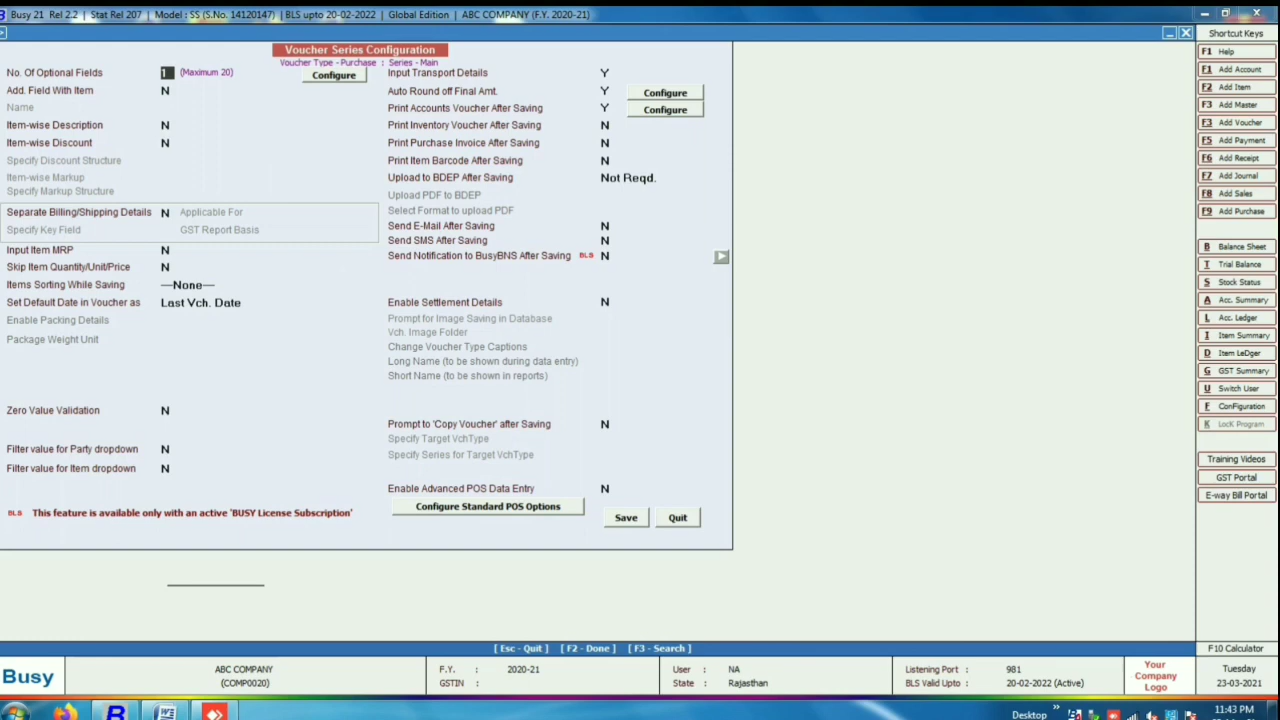 Busy 21 Rel 2.2 | Stat Rel 207 | Model : SS (S.No. 14120147) | BLS upto 20-02-2022 | Global Edition | ABC COMPANY (F.Y. 2020-21)
Voucher Series Configuration
Voucher Type - Purchase : Series - Main
No. Of Optional Fields 1 (Maximum 20) Configure
Add. Field With Item N
Name
Item-wise Description N
Item-wise Discount N
Specify Discount Structure
Item-wise Markup
Specify Markup Structure
Separate Billing/Shipping Details N Applicable For
Specify Key Field GST Report Basis
Input Item MRP N
Skip Item Quantity/Unit/Price N
Items Sorting While Saving —None—
Set Default Date in Voucher as Last Vch. Date
Enable Packing Details
Package Weight Unit
Zero Value Validation N
Filter value for Party dropdown N
Filter value for Item dropdown N
BLS This feature is available only with an active 'BUSY License Subscription'
Input Transport Details Y
Auto Round off Final Amt. Y Configure
Print Accounts Voucher After Saving Y Configure
Print Inventory Voucher After Saving N
Print Purchase Invoice After Saving N
Print Item Barcode After Saving N
Upload to BDEP After Saving Not Reqd.
Upload PDF to BDEP
Select Format to upload PDF
Send E-Mail After Saving N
Send SMS After Saving N
Send Notification to BusyBNS After Saving BLS N
Enable Settlement Details N
Prompt for Image Saving in Database
Vch. Image Folder
Change Voucher Type Captions
Long Name (to be shown during data entry)
Short Name (to be shown in reports)
Prompt to 'Copy Voucher' after Saving N
Specify Target VchType
Specify Series for Target VchType
Enable Advanced POS Data Entry N
Configure Standard POS Options
Save Quit
Shortcut Keys
F1 Help
F1 Add Account
F2 Add Item
F3 Add Master
F3 Add Voucher
F5 Add Payment
F6 Add Receipt
F7 Add Journal
F8 Add Sales
F9 Add Purchase
B Balance Sheet
T Trial Balance
S Stock Status
A Acc. Summary
L Acc. Ledger
I Item Summary
D Item LeDger
G GST Summary
U Switch User
F ConFiguration
K LocK Program
Training Videos
GST Portal
E-way Bill Portal
[ Esc - Quit ] [ F2 - Done ] [ F3 - Search ]
F10 Calculator
Busy
ABC COMPANY
(COMP0020)
F.Y. : 2020-21
GSTIN :
User : NA
State : Rajasthan
Listening Port : 981
BLS Valid Upto : 20-02-2022 (Active)
Your
Company
Logo
Tuesday
23-03-2021
Desktop
11:43 PM